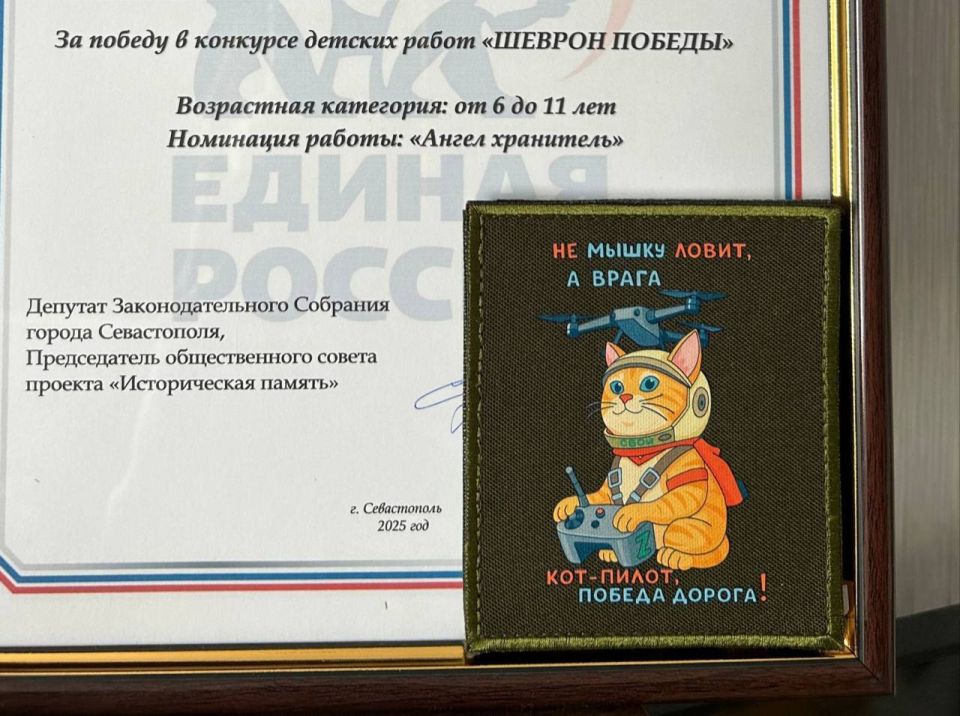 За победу в конкурсе детских работ «ШЕВРОН ПОБЕДЫ»
Возрастная категория: от 6 до 11 лет
Номинация работы: «Ангел хранитель»
ЕДИНАЯ
РОСС
Депутат Законодательного Собрания
города Севастополя,
Председатель общественного совета
проекта «Историческая память»
г. Севастополь
2025 год
НЕ МЫШКУ ЛОВИТ,
А ВРАГА
СВОИ
Z
КОТ-ПИЛОТ,
ПОБЕДА ДОРОГА!